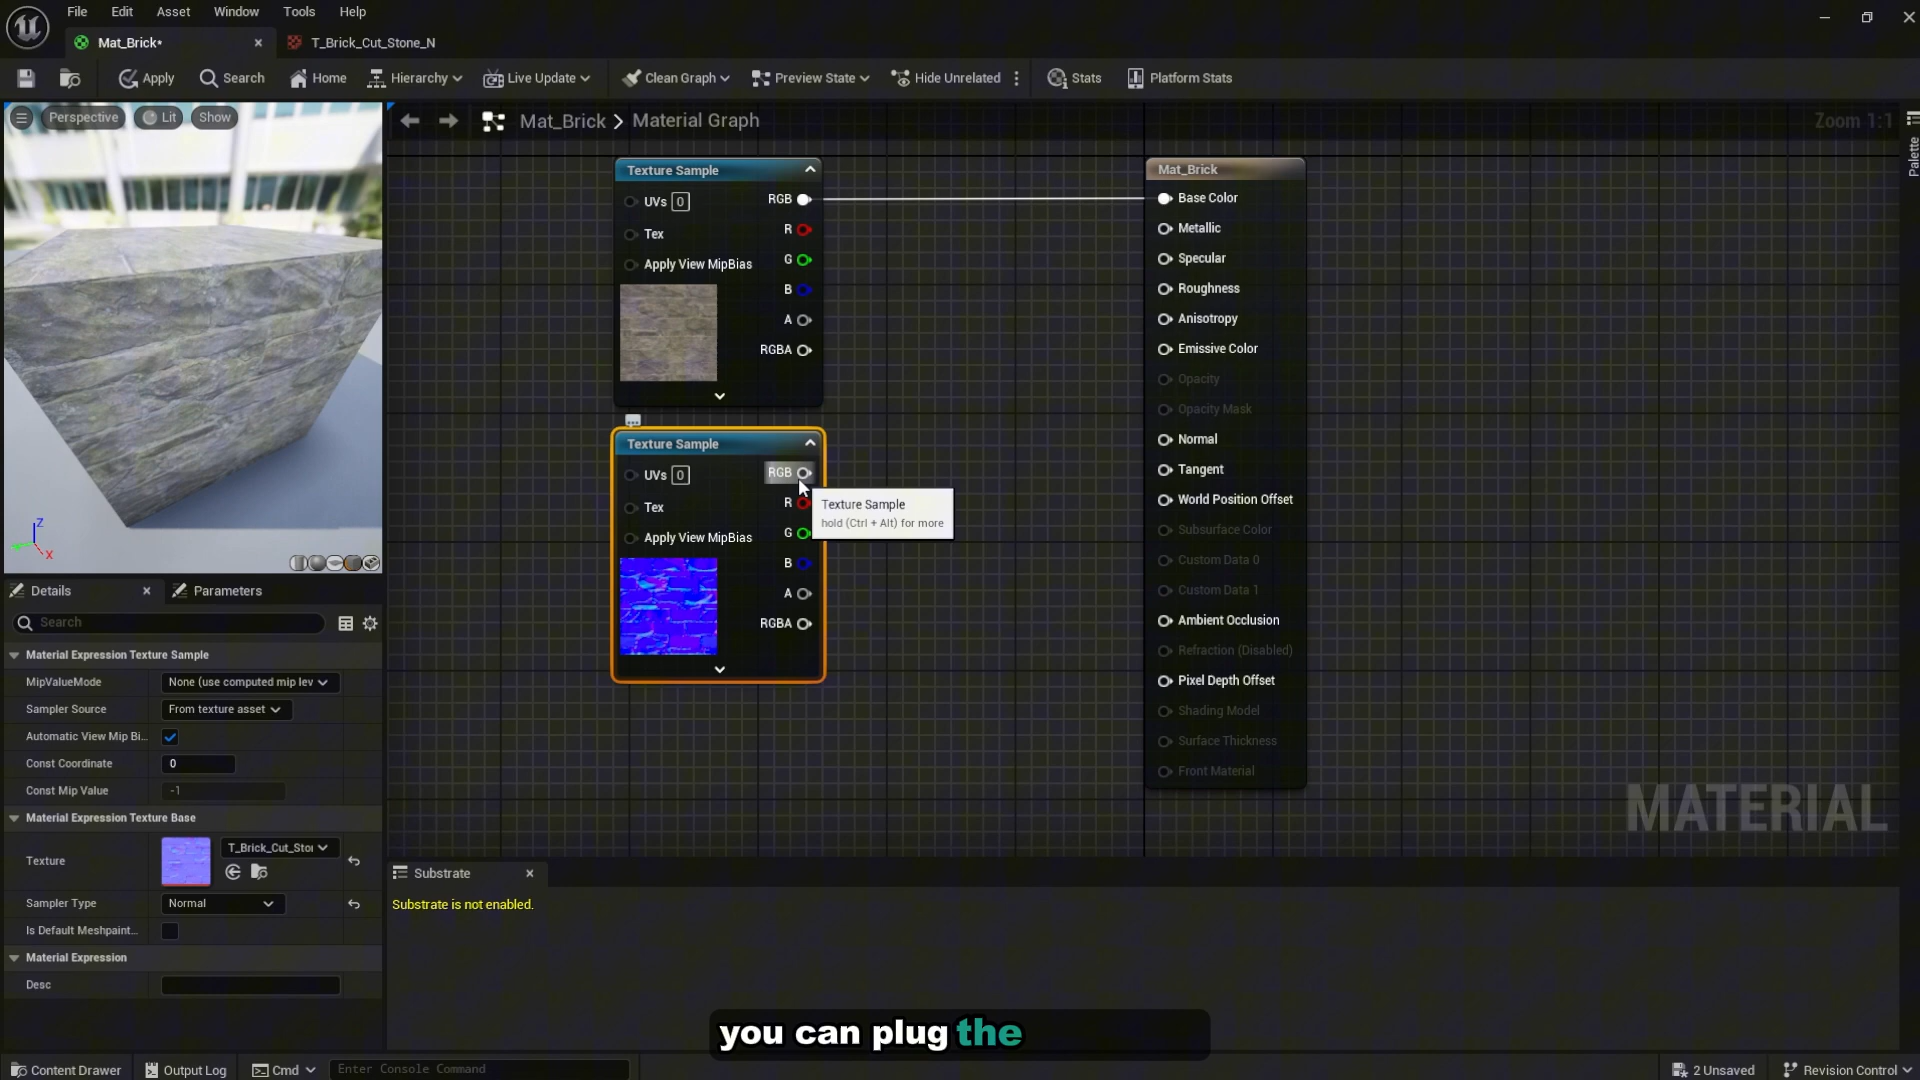 File Edit Asset Window Tools Help
Mat_Brick*
T_Brick_Cut_Stone_N
Apply Search Home Hierarchy Live Update Clean Graph Preview State Hide Unrelated Stats Platform Stats
Perspective Lit Show
Mat_Brick > Material Graph
Zoom 1:1
Palette
Texture Sample
UVs 0
Tex
Apply View MipBias
RGB
R
G
B
A
RGBA
Texture Sample
UVs 0
Tex
Apply View MipBias
RGB
R
G
B
A
RGBA
Texture Sample
hold (Ctrl + Alt) for more
Mat_Brick
Base Color
Metallic
Specular
Roughness
Anisotropy
Emissive Color
Opacity
Opacity Mask
Normal
Tangent
World Position Offset
Subsurface Color
Custom Data 0
Custom Data 1
Ambient Occlusion
Refraction (Disabled)
Pixel Depth Offset
Shading Model
Surface Thickness
Front Material
MATERIAL
Z
X
Details
Parameters
Search
Material Expression Texture Sample
MipValueMode None (use computed mip lev
Sampler Source From texture asset
Automatic View Mip Bi...
Const Coordinate 0
Const Mip Value -1
Material Expression Texture Base
Texture T_Brick_Cut_Stor
Sampler Type Normal
Is Default Meshpaint...
Material Expression
Desc
Substrate
Substrate is not enabled.
you can plug the
Content Drawer Output Log Cmd Enter Console Command 2 Unsaved Revision Control